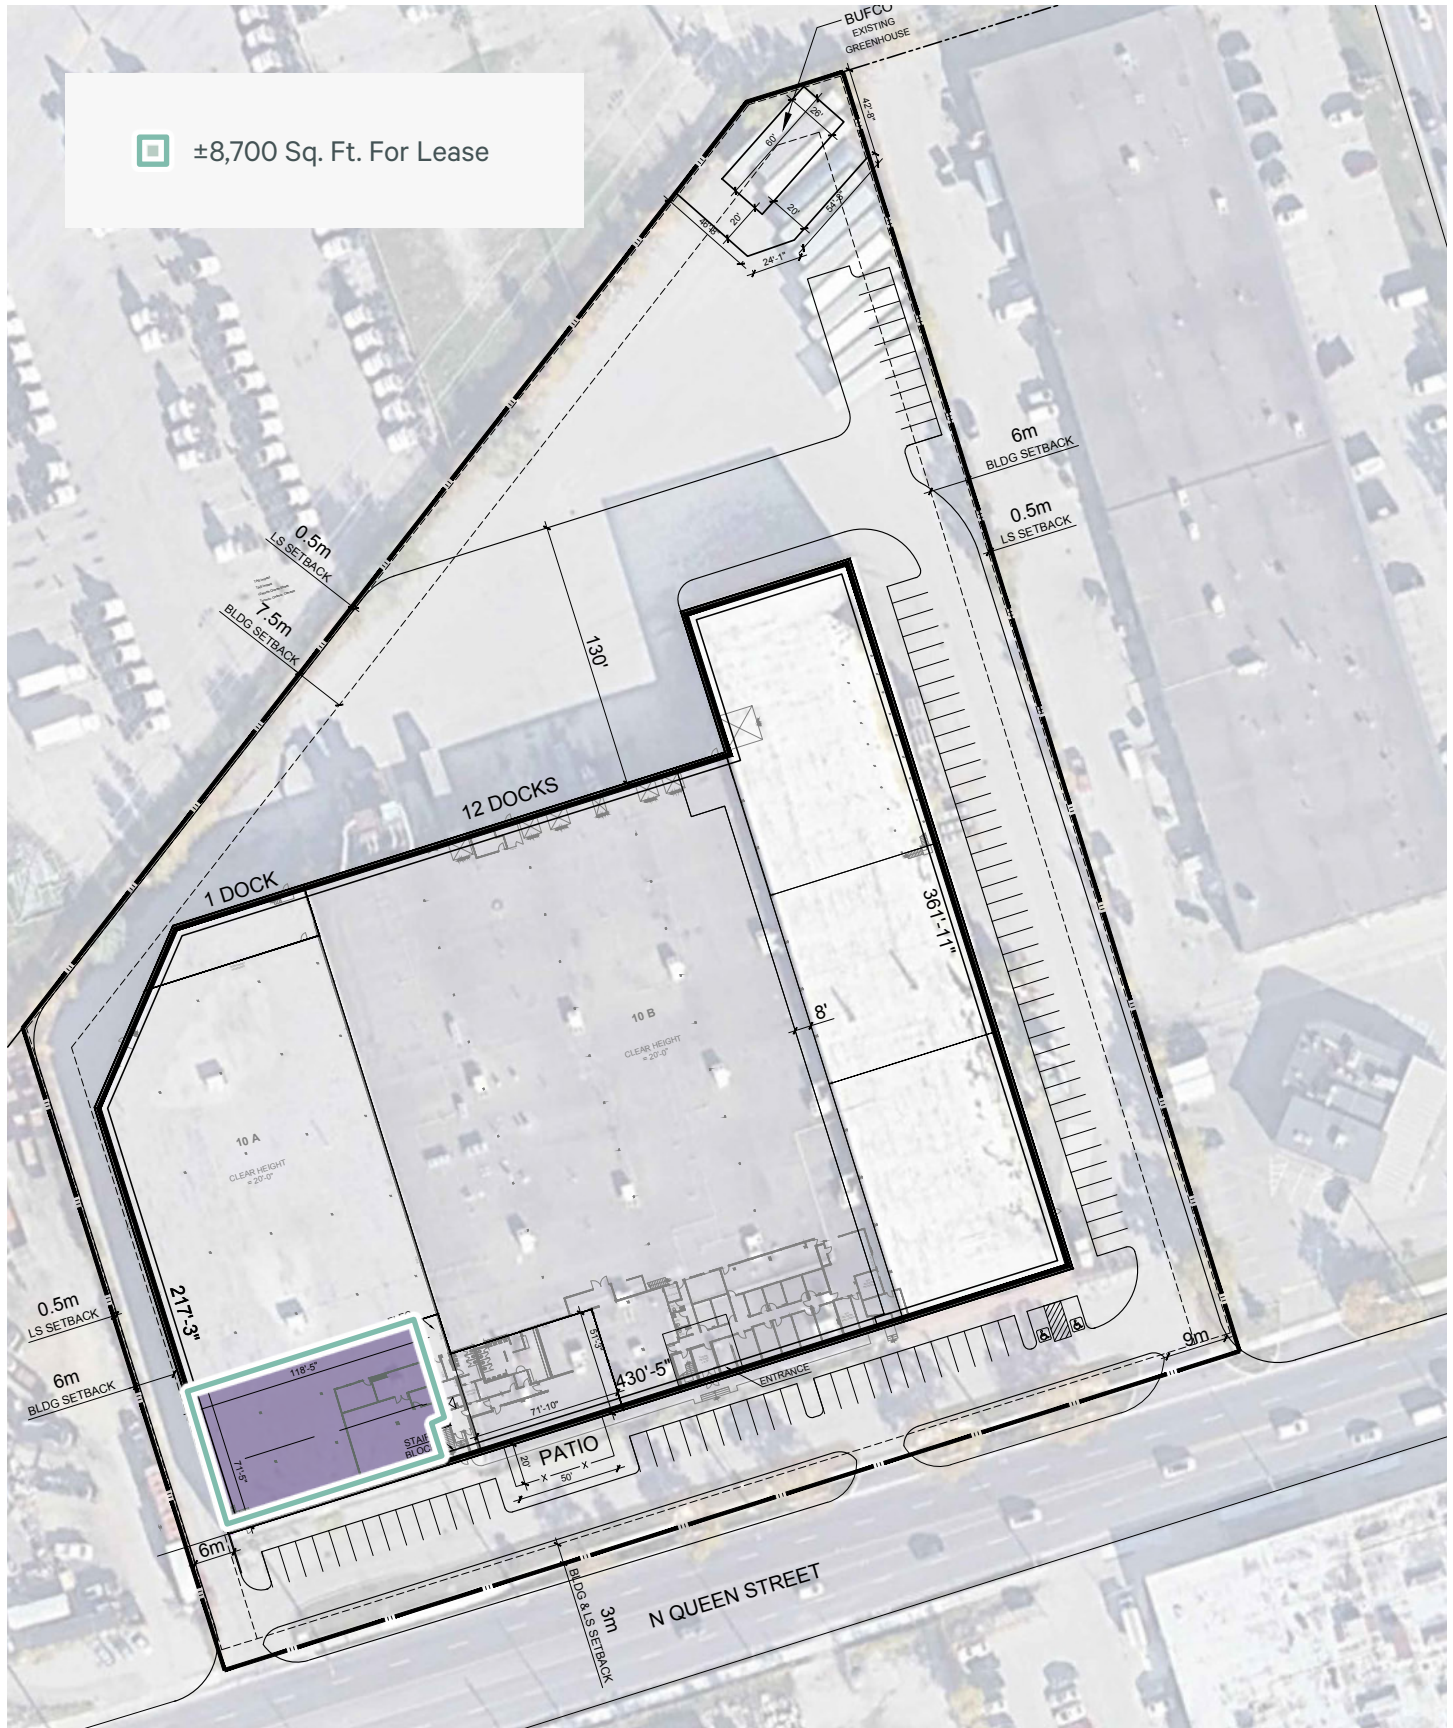 BUFCO
EXISTING
GREENHOUSE
±8,700 Sq. Ft. For Lease
42'-8"
26'
60'
20'
20'
24'-1"
6m
BLDG SETBACK
0.5m
LS SETBACK
0.5m
LS SETBACK
7.5m
BLDG SETBACK
130'
12 DOCKS
1 DOCK
361'-11"
8'
10 B
CLEAR HEIGHT
= 20'-0"
10 A
CLEAR HEIGHT
= 20'-0"
217'-3"
0.5m
LS SETBACK
6m
BLDG SETBACK
118'-5"
51'-3"
430'-5"
ENTRANCE
9m
71'-10"
71'-5"
STAIR
BLOC
PATIO
20'
X X
50'
6m
3m
BLDG & LS SETBACK
N QUEEN STREET